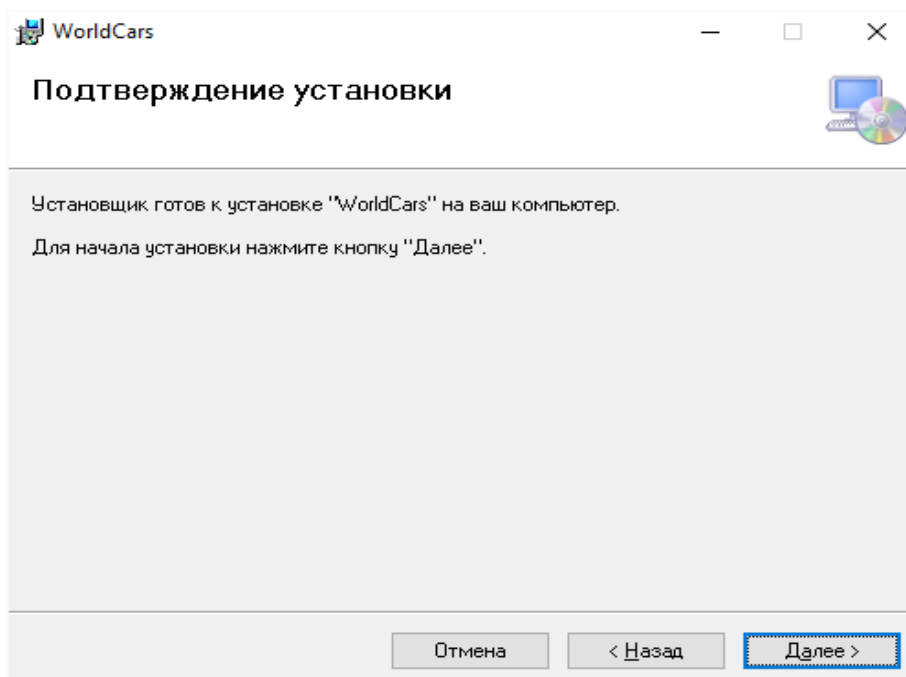 WorldCars
Подтверждение установки
Установщик готов к установке "WorldCars" на ваш компьютер.
Для начала установки нажмите кнопку "Далее".
Отмена
< Назад
Далее >